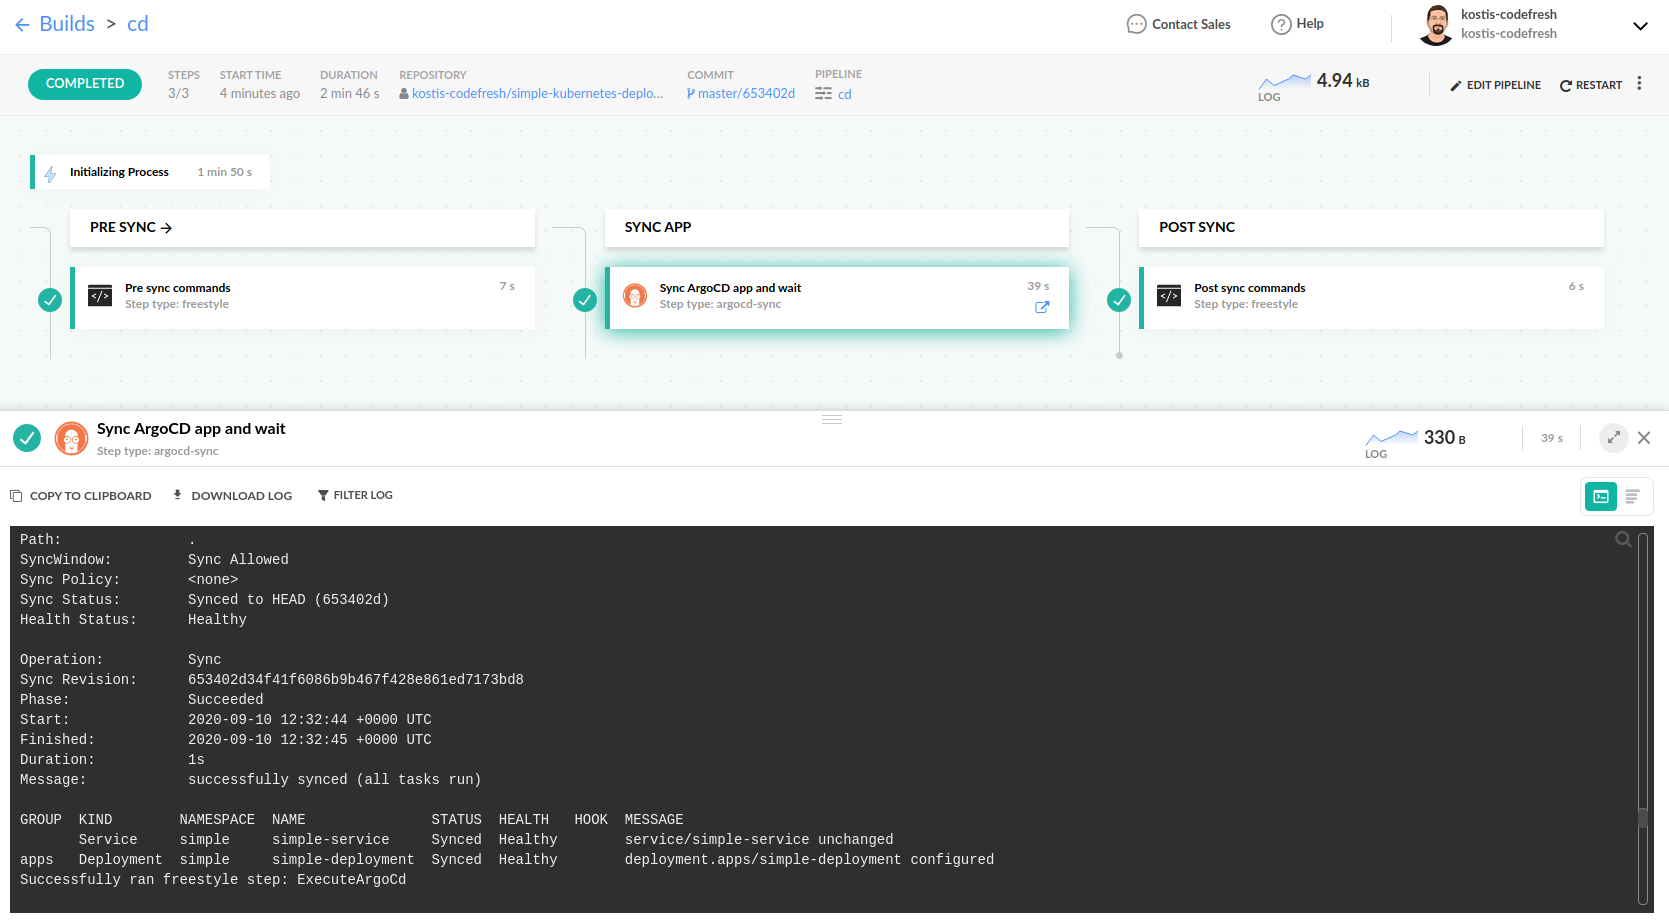 ← Builds > cd
Contact Sales
Help
kostis-codefresh
kostis-codefresh
COMPLETED
STEPS
3/3
START TIME
4 minutes ago
DURATION
2 min 46 s
REPOSITORY
kostis-codefresh/simple-kubernetes-deplo...
COMMIT
master/653402d
PIPELINE
cd
LOG
4.94 kB
EDIT PIPELINE
RESTART
Initializing Process 1 min 50 s
PRE SYNC →
SYNC APP
POST SYNC
</>
Pre sync commands 7 s
Step type: freestyle
Sync ArgoCD app and wait 39 s
Step type: argocd-sync
</>
Post sync commands 6 s
Step type: freestyle
Sync ArgoCD app and wait
Step type: argocd-sync
LOG
330 B
39 s
COPY TO CLIPBOARD
DOWNLOAD LOG
FILTER LOG
Path: .
SyncWindow: Sync Allowed
Sync Policy: <none>
Sync Status: Synced to HEAD (653402d)
Health Status: Healthy
Operation: Sync
Sync Revision: 653402d34f41f6086b9b467f428e861ed7173bd8
Phase: Succeeded
Start: 2020-09-10 12:32:44 +0000 UTC
Finished: 2020-09-10 12:32:45 +0000 UTC
Duration: 1s
Message: successfully synced (all tasks run)
GROUP KIND NAMESPACE NAME STATUS HEALTH HOOK MESSAGE
Service simple simple-service Synced Healthy service/simple-service unchanged
apps Deployment simple simple-deployment Synced Healthy deployment.apps/simple-deployment configured
Successfully ran freestyle step: ExecuteArgoCd